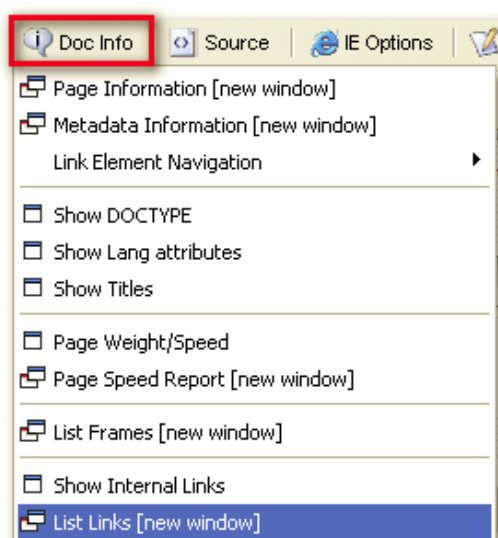 Doc Info Source IE Options
Page Information [new window]
Metadata Information [new window]
Link Element Navigation
Show DOCTYPE
Show Lang attributes
Show Titles
Page Weight/Speed
Page Speed Report [new window]
List Frames [new window]
Show Internal Links
List Links [new window]